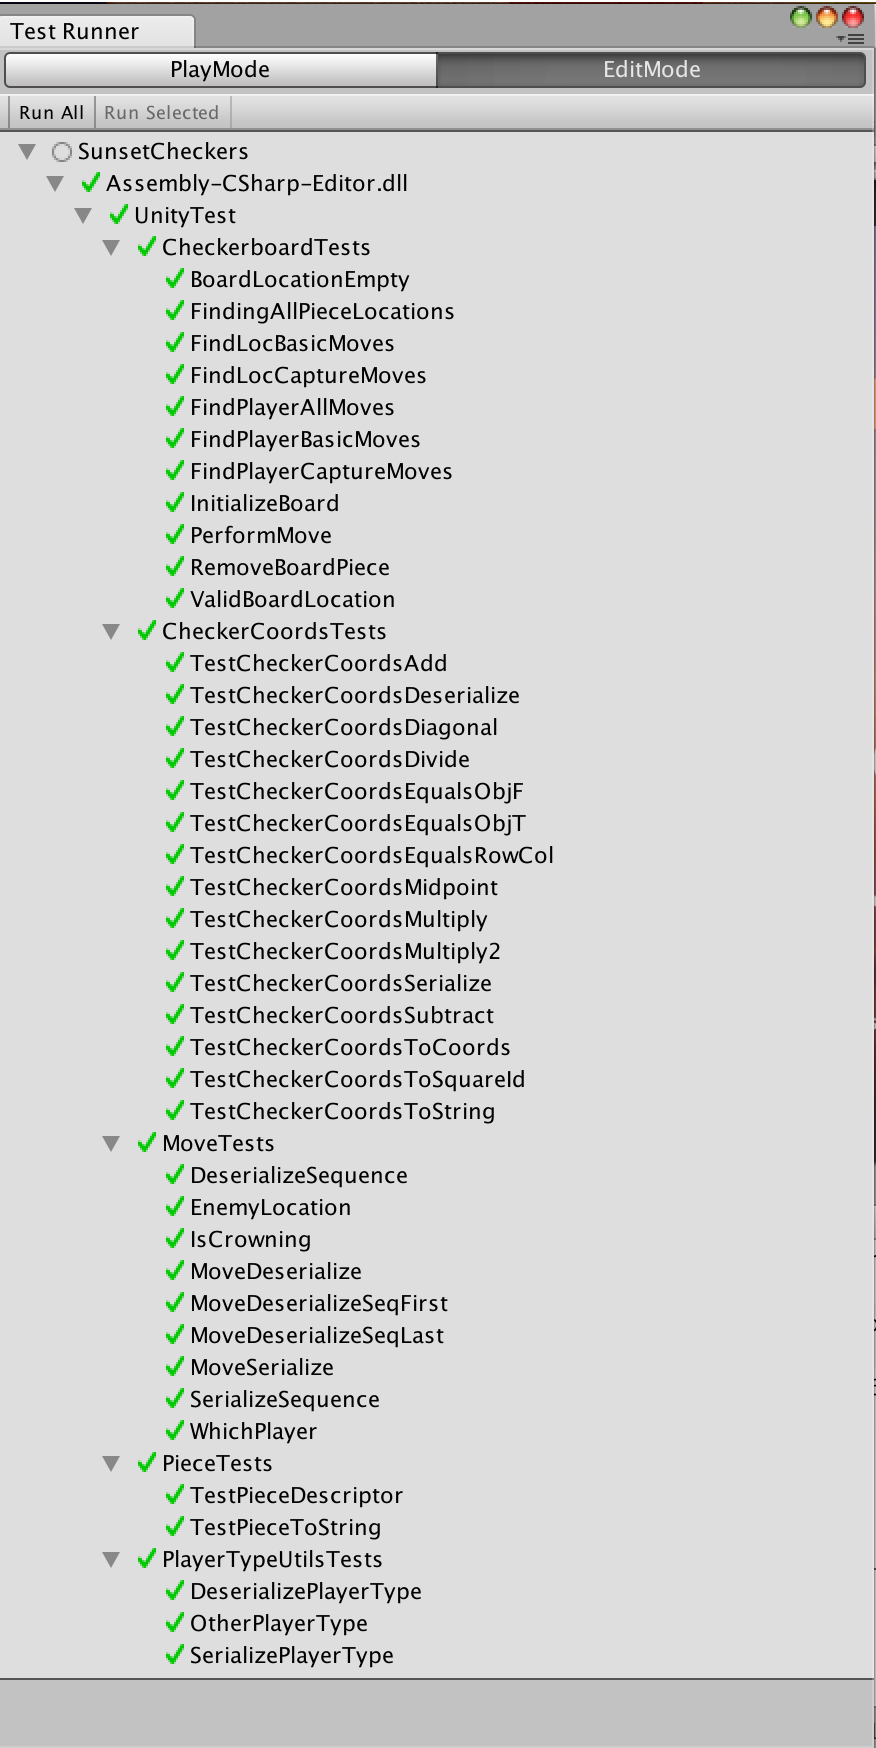 Test Runner
PlayMode EditMode
Run All Run Selected
SunsetCheckers
Assembly-CSharp-Editor.dll
UnityTest
CheckerboardTests
BoardLocationEmpty
FindingAllPieceLocations
FindLocBasicMoves
FindLocCaptureMoves
FindPlayerAllMoves
FindPlayerBasicMoves
FindPlayerCaptureMoves
InitializeBoard
PerformMove
RemoveBoardPiece
ValidBoardLocation
CheckerCoordsTests
TestCheckerCoordsAdd
TestCheckerCoordsDeserialize
TestCheckerCoordsDiagonal
TestCheckerCoordsDivide
TestCheckerCoordsEqualsObjF
TestCheckerCoordsEqualsObjT
TestCheckerCoordsEqualsRowCol
TestCheckerCoordsMidpoint
TestCheckerCoordsMultiply
TestCheckerCoordsMultiply2
TestCheckerCoordsSerialize
TestCheckerCoordsSubtract
TestCheckerCoordsToCoords
TestCheckerCoordsToSquareId
TestCheckerCoordsToString
MoveTests
DeserializeSequence
EnemyLocation
IsCrowning
MoveDeserialize
MoveDeserializeSeqFirst
MoveDeserializeSeqLast
MoveSerialize
SerializeSequence
WhichPlayer
PieceTests
TestPieceDescriptor
TestPieceToString
PlayerTypeUtilsTests
DeserializePlayerType
OtherPlayerType
SerializePlayerType